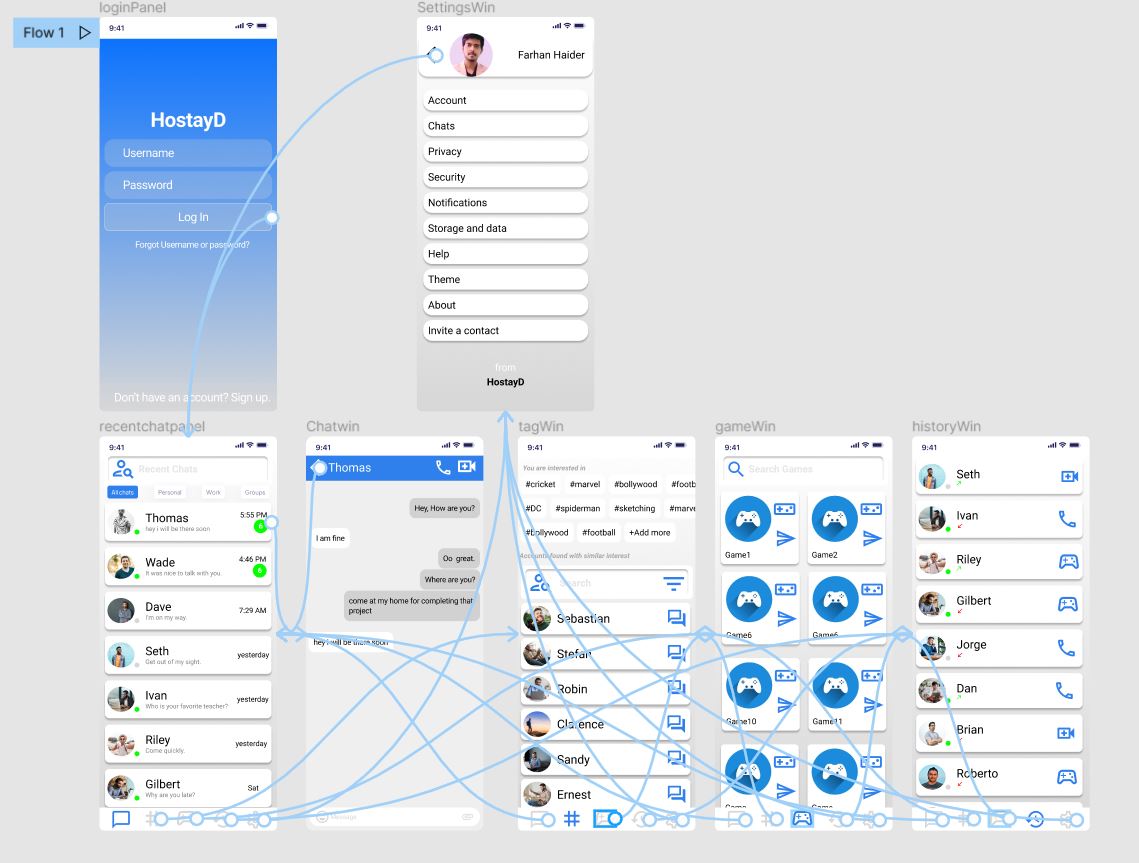 loginPanel
SettingsWin
Flow 1
9:41
9:41
Farhan Haider
HostayD
Username
Password
Log In
Forgot Username or password?
Don't have an account? Sign up.
Account
Chats
Privacy
Security
Notifications
Storage and data
Help
Theme
About
Invite a contact
from
HostayD
recentchatpanel
9:41
Recent Chats
All chats
Personal
Work
Groups
Thomas
5:55 PM
hey i will be there soon
6
Wade
4:46 PM
It was nice to talk with you.
6
Dave
7:29 AM
I'm on my way.
Seth
yesterday
Get out of my sight.
Ivan
yesterday
Who is your favorite teacher?
Riley
yesterday
Come quickly.
Gilbert
Sat
Why are you late?
Chatwin
9:41
Thomas
Hey, How are you?
I am fine
Oo great.
Where are you?
come at my home for completing that
project
hey i will be there soon
Message
tagWin
9:41
You are interested in
#cricket #marvel #bollywood #footb
#DC #spiderman #sketching #marve
#bollywood #football +Add more
Accounts found with similar interest
Search
Sebastian
Stefan
Robin
Clarence
Sandy
Ernest
gameWin
9:41
Search Games
Game1
Game2
Game6
Game6
Game10
Game11
Game
Game
historyWin
9:41
Seth
Ivan
Riley
Gilbert
Jorge
Dan
Brian
Roberto